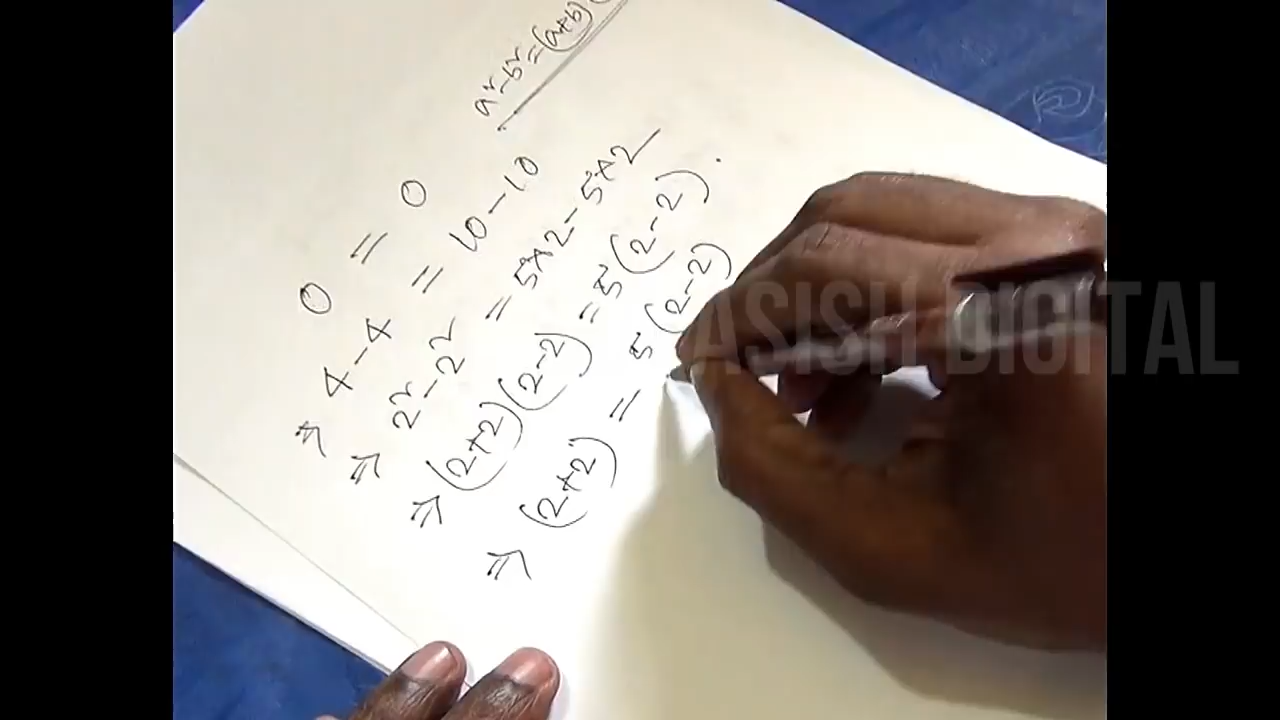 a²-b²=(a+b)(
0 = 0
⇒ 4-4 = 10-10
⇒ 2²-2² = 5×2-5×2
⇒ (2+2)(2-2) = 5(2-2).
⇒ (2+2) = 5(2-2)
ASISH DIGITAL